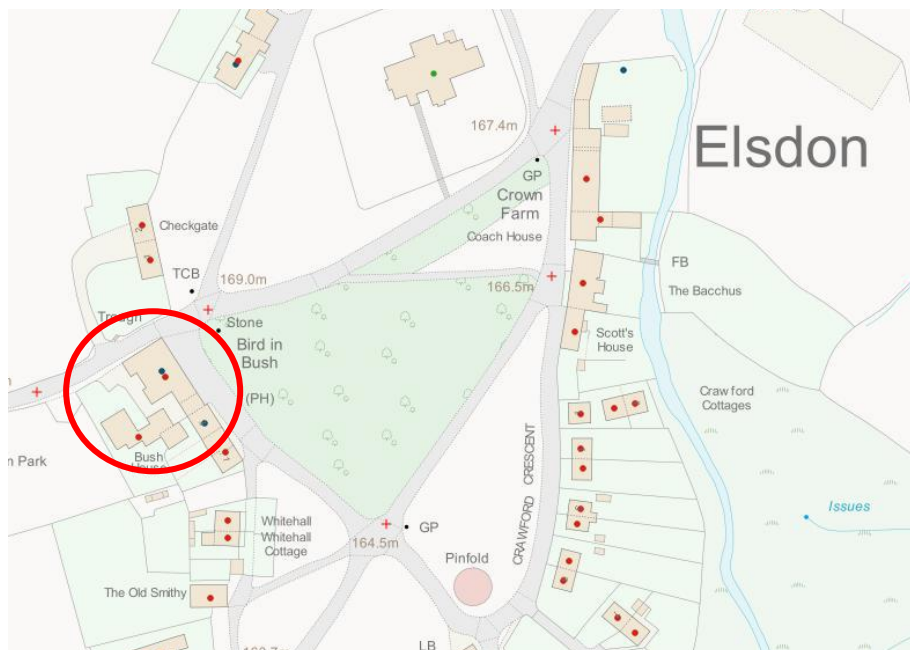 167.4m
Elsdon
GP
Crown
Farm
Coach House
Checkgate
TCB
169.0m
166.5m
FB
The Bacchus
Stone
Bird in
Bush
(PH)
Scott's
House
Crawford
Cottages
Bush
n Park
CRAWFORD CRESCENT
Issues
Whitehall
Whitehall
Cottage
GP
164.5m
Pinfold
The Old Smithy
LB